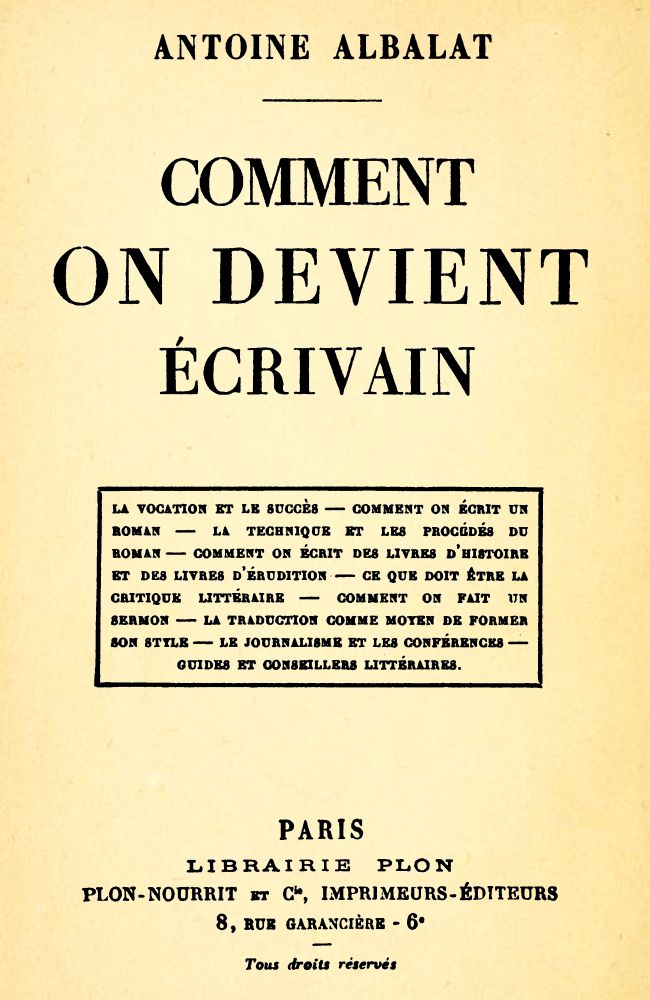 ANTOINE ALBALAT
COMMENT
ON DEVIENT
ÉCRIVAIN
LA VOCATION ET LE SUCCÈS — COMMENT ON ÉCRIT UN
ROMAN — LA TECHNIQUE ET LES PROCÉDÉS DU
ROMAN — COMMENT ON ÉCRIT DES LIVRES D'HISTOIRE
ET DES LIVRES D'ÉRUDITION — CE QUE DOIT ÊTRE LA
CRITIQUE LITTÉRAIRE — COMMENT ON FAIT UN
SERMON — LA TRADUCTION COMME MOYEN DE FORMER
SON STYLE — LE JOURNALISME ET LES CONFÉRENCES —
GUIDES ET CONSEILLERS LITTÉRAIRES.
PARIS
LIBRAIRIE PLON
PLON-NOURRIT ET Cie, IMPRIMEURS-ÉDITEURS
8, RUE GARANCIÈRE - 6e
Tous droits réservés